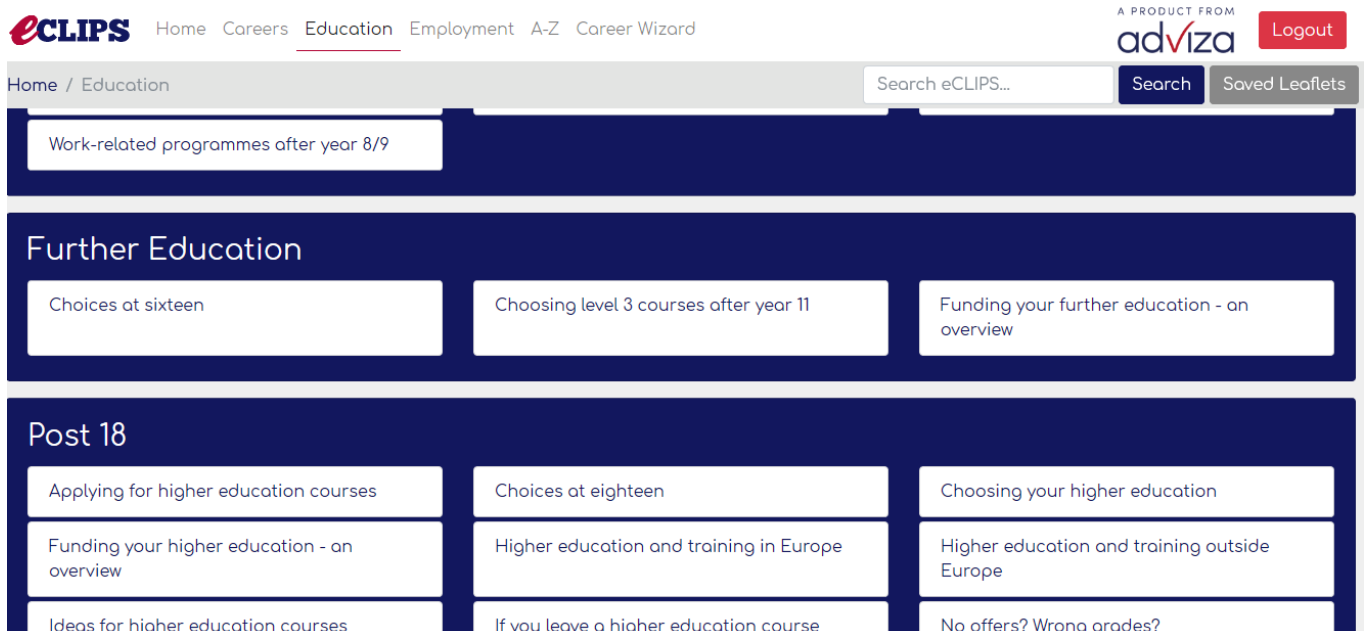 eCLIPS Home Careers Education Employment A-Z Career Wizard
A PRODUCT FROM
adviza
Logout
Home / Education
Search eCLIPS...
Search
Saved Leaflets
Work-related programmes after year 8/9
Further Education
Choices at sixteen
Choosing level 3 courses after year 11
Funding your further education - an
overview
Post 18
Applying for higher education courses
Choices at eighteen
Choosing your higher education
Funding your higher education - an
overview
Higher education and training in Europe
Higher education and training outside
Europe
Ideas for higher education courses
If you leave a higher education course
No offers? Wrong grades?